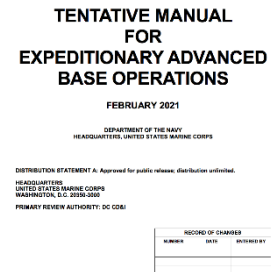 TENTATIVE MANUAL
FOR
EXPEDITIONARY ADVANCED
BASE OPERATIONS
FEBRUARY 2021
DEPARTMENT OF THE NAVY
HEADQUARTERS, UNITED STATES MARINE CORPS
DISTRIBUTION STATEMENT A: Approved for public release; distribution unlimited.
HEADQUARTERS
UNITED STATES MARINE CORPS
WASHINGTON, D.C. 20350-3000
PRIMARY REVIEW AUTHORITY: DC CD&I
RECORD OF CHANGES
NUMBER DATE ENTERED BY